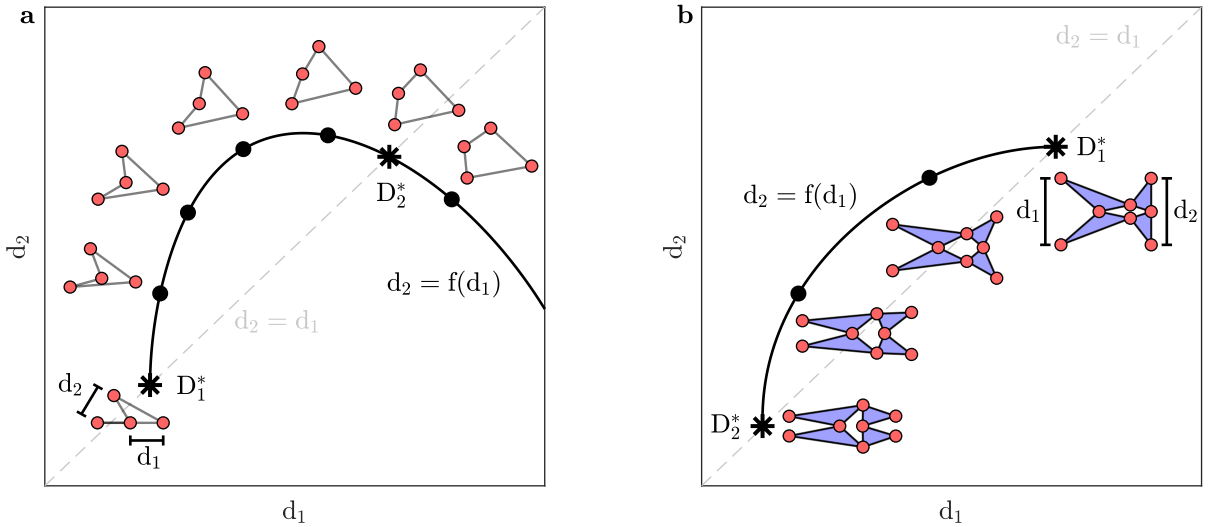 a
d₂
d₂ = d₁
D₂*
d₂ = f(d₁)
D₁*
d₂
d₁
d₁
b
d₂
d₂ = d₁
D₁*
d₂ = f(d₁)
d₁
d₂
D₂*
d₁